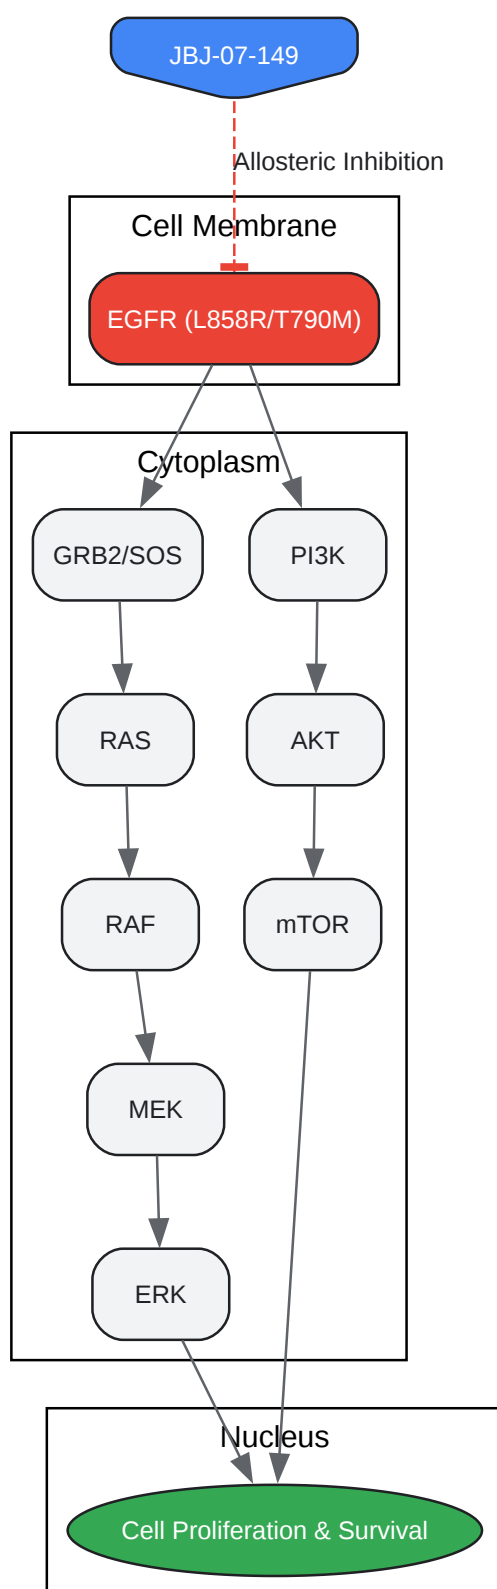 JBJ-07-149
Allosteric Inhibition
Cell Membrane
EGFR (L858R/T790M)
Cytoplasm
GRB2/SOS
PI3K
RAS
AKT
RAF
mTOR
MEK
ERK
Nucleus
Cell Proliferation & Survival